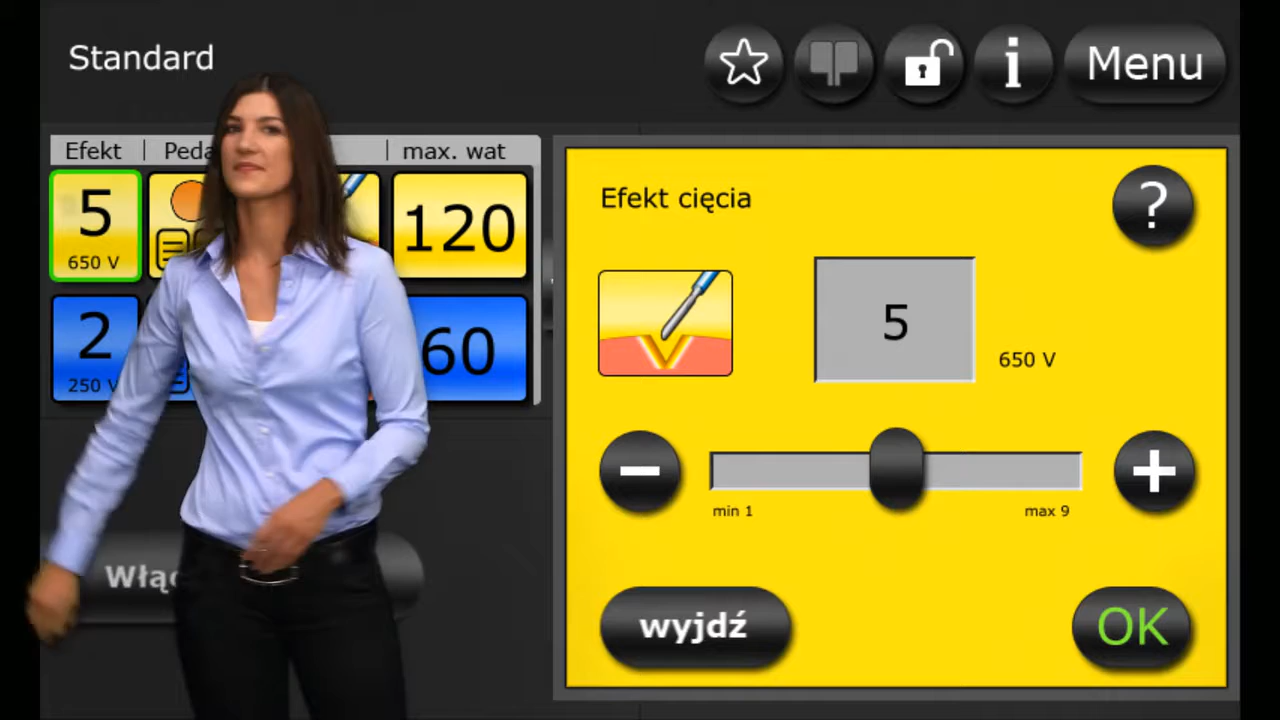 Standard
Menu
Efekt
max. wat
5
650 V
120
2
250 V
60
Efekt cięcia
?
5
650 V
min 1
max 9
wyjdź
OK